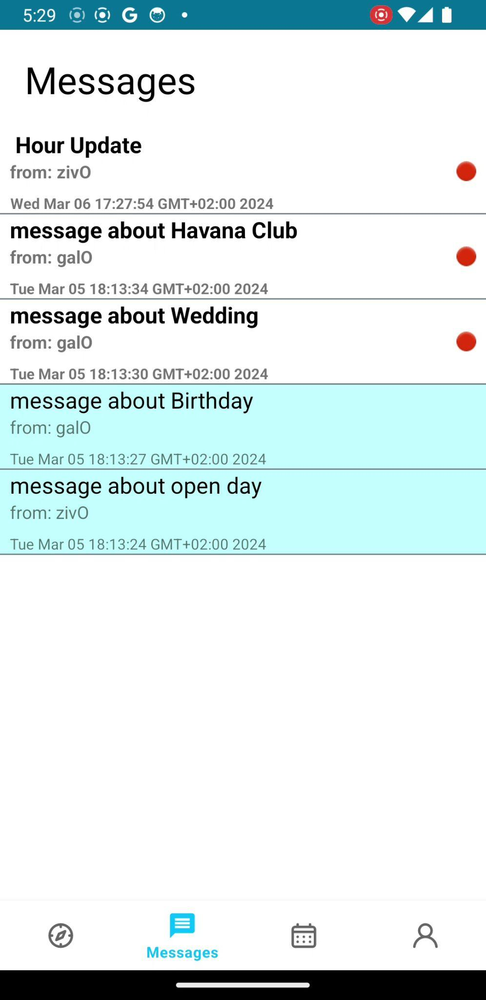 5:29
Messages
Hour Update
from: zivO
Wed Mar 06 17:27:54 GMT+02:00 2024
message about Havana Club
from: galO
Tue Mar 05 18:13:34 GMT+02:00 2024
message about Wedding
from: galO
Tue Mar 05 18:13:30 GMT+02:00 2024
message about Birthday
from: galO
Tue Mar 05 18:13:27 GMT+02:00 2024
message about open day
from: zivO
Tue Mar 05 18:13:24 GMT+02:00 2024
Messages